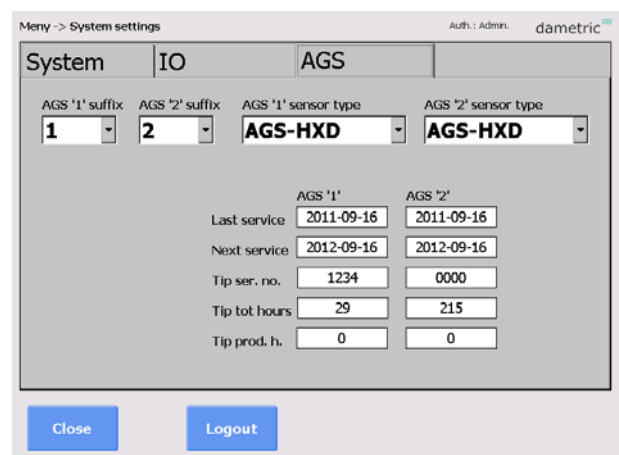 Meny -> System settings Auth.: Admin. dametric
System IO AGS
AGS '1' suffix AGS '2' suffix AGS '1' sensor type AGS '2' sensor type
1 2 AGS-HXD AGS-HXD
AGS '1' AGS '2'
Last service 2011-09-16 2011-09-16
Next service 2012-09-16 2012-09-16
Tip ser. no. 1234 0000
Tip tot hours 29 215
Tip prod. h. 0 0
Close Logout